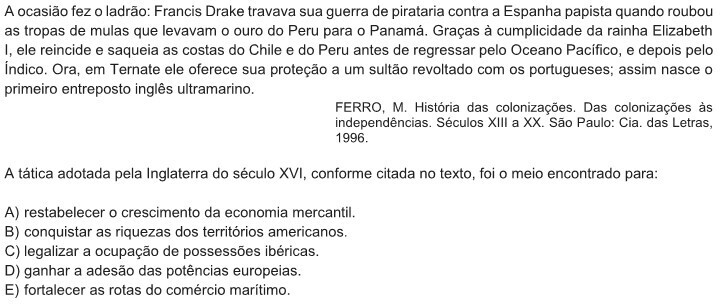 A ocasião fez o ladrão: Francis Drake travava sua guerra de pirataria contra a Espanha papista quando roubou
as tropas de mulas que levavam o ouro do Peru para o Panamá. Graças à cumplicidade da rainha Elizabeth
I, ele reincide e saqueia as costas do Chile e do Peru antes de regressar pelo Oceano Pacífico, e depois pelo
Índico. Ora, em Ternate ele oferece sua proteção a um sultão revoltado com os portugueses; assim nasce o
primeiro entreposto inglês ultramarino.
FERRO, M. História das colonizações. Das colonizações às
independências. Séculos XIII a XX. São Paulo: Cia. das Letras,
1996.
A tática adotada pela Inglaterra do século XVI, conforme citada no texto, foi o meio encontrado para:
A) restabelecer o crescimento da economia mercantil.
B) conquistar as riquezas dos territórios americanos.
C) legalizar a ocupação de possessões ibéricas.
D) ganhar a adesão das potências europeias.
E) fortalecer as rotas do comércio marítimo.